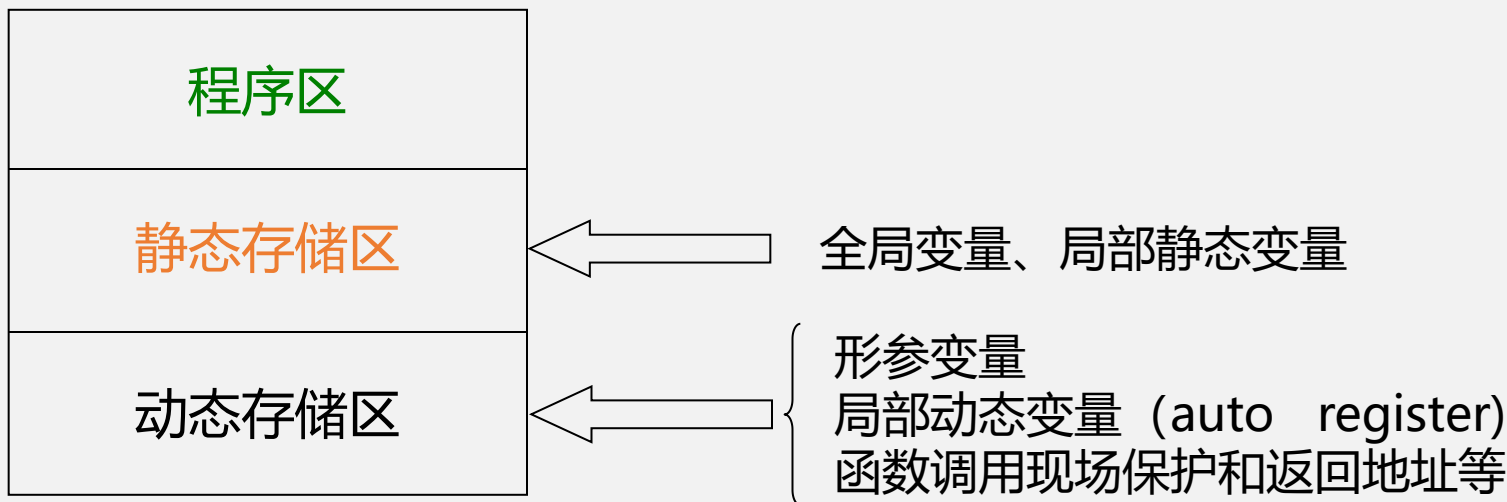 程序区
静态存储区
全局变量、局部静态变量
动态存储区
形参变量
局部动态变量（auto register)
函数调用现场保护和返回地址等